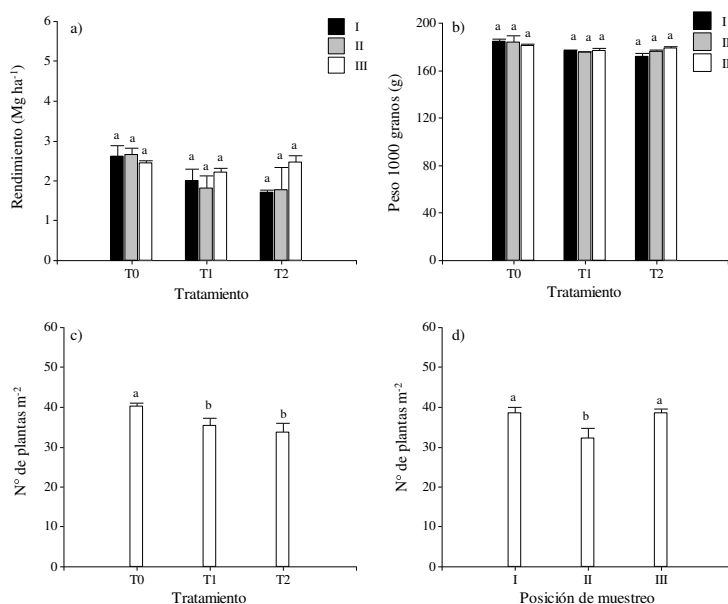 a)
I
II
III
Rendimiento (Mg ha-1)
6
5
4
3
2
1
0
a a a
a a a
a a a
T0 T1 T2
Tratamiento
b)
I
II
II
Peso 1000 granos (g)
200
160
120
80
40
0
a a a
a a a
a a a
T0 T1 T2
Tratamiento
c)
N° de plantas m-2
60
50
40
30
20
10
0
a b b
T0 T1 T2
Tratamiento
d)
N° de plantas m-2
60
50
40
30
20
10
0
a b a
I II III
Posición de muestreo